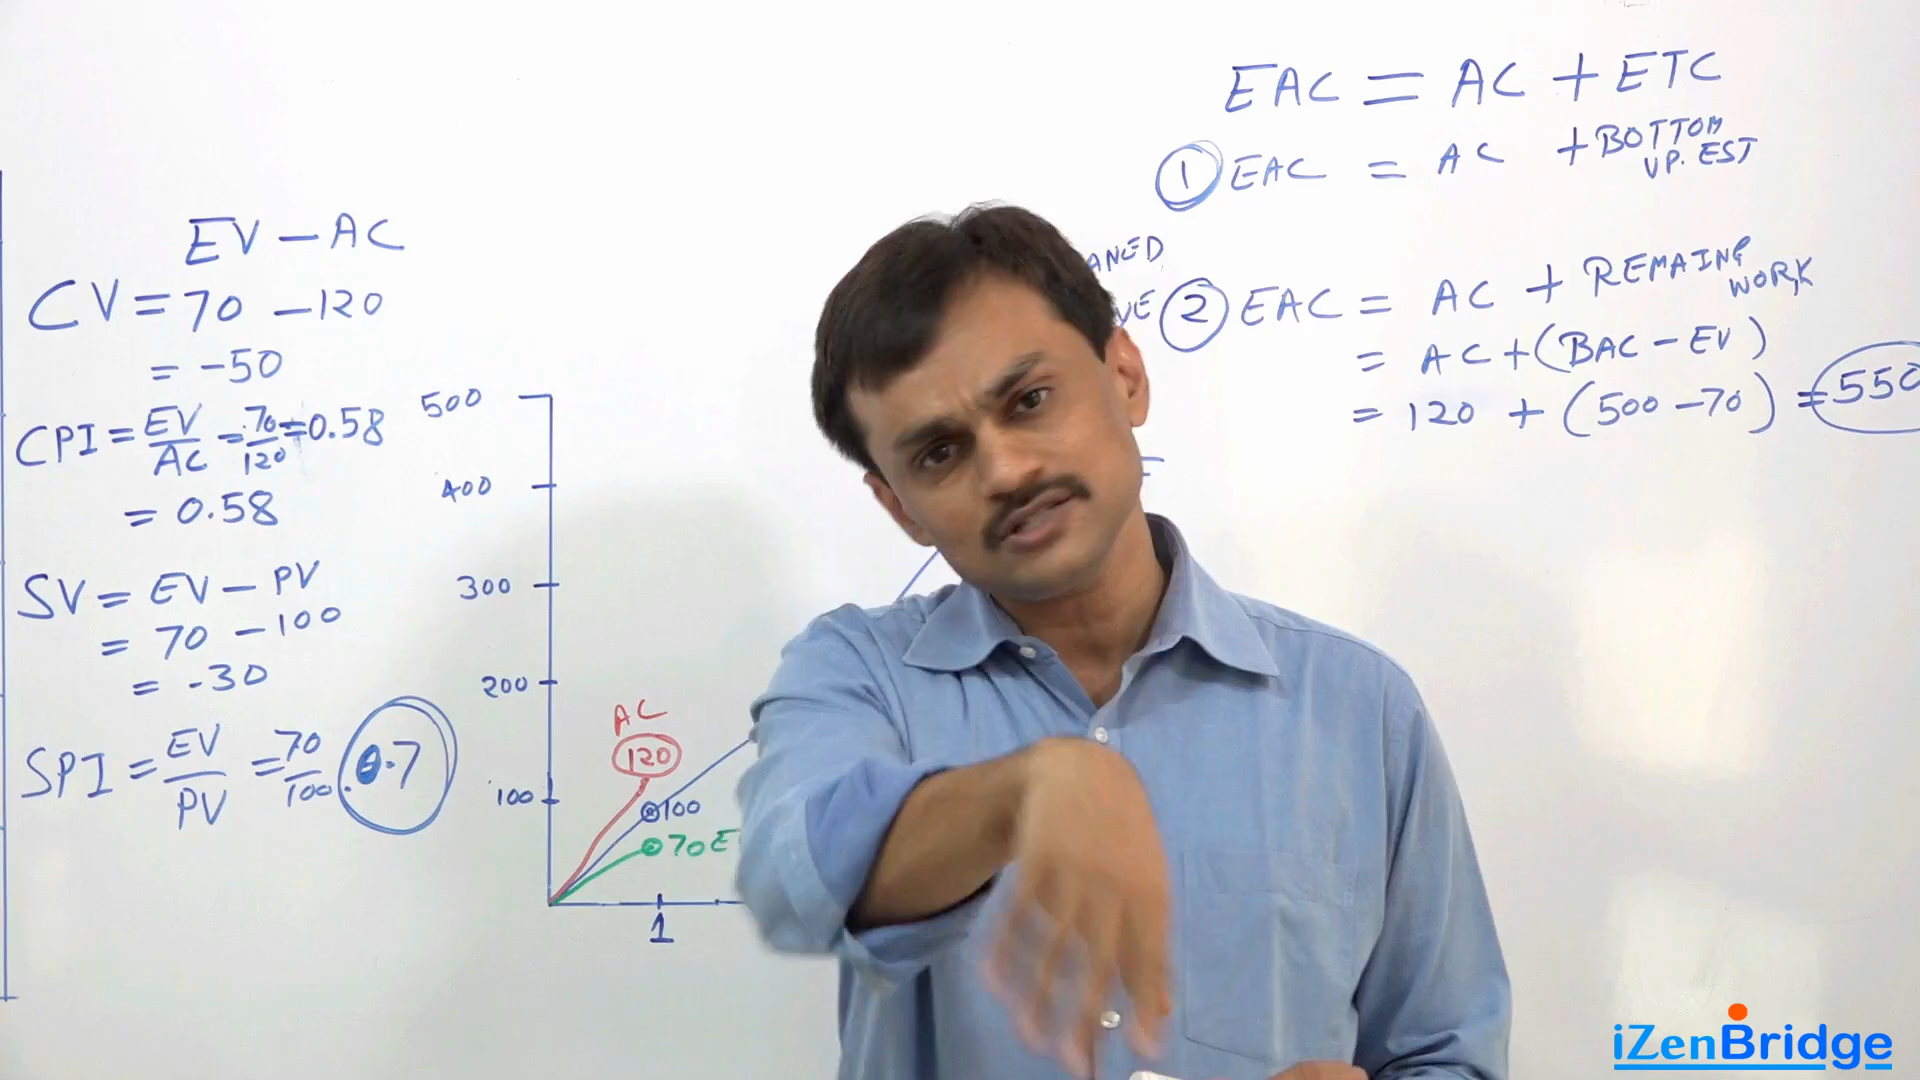 EV - AC
CV = 70 - 120
= -50
CPI = EV/AC = 70/120 = 0.58
= 0.58
SV = EV - PV
= 70 - 100
= -30
SPI = EV/PV = 70/100 0.7
500
400
300
200
100
AC
120
100
70 E
1
EAC = AC + ETC
1 EAC = AC + BOTTOM
UP. EST
2 EAC = AC + REMAING
WORK
= AC + (BAC - EV)
= 120 + (500 - 70) = 550
iZenBridge